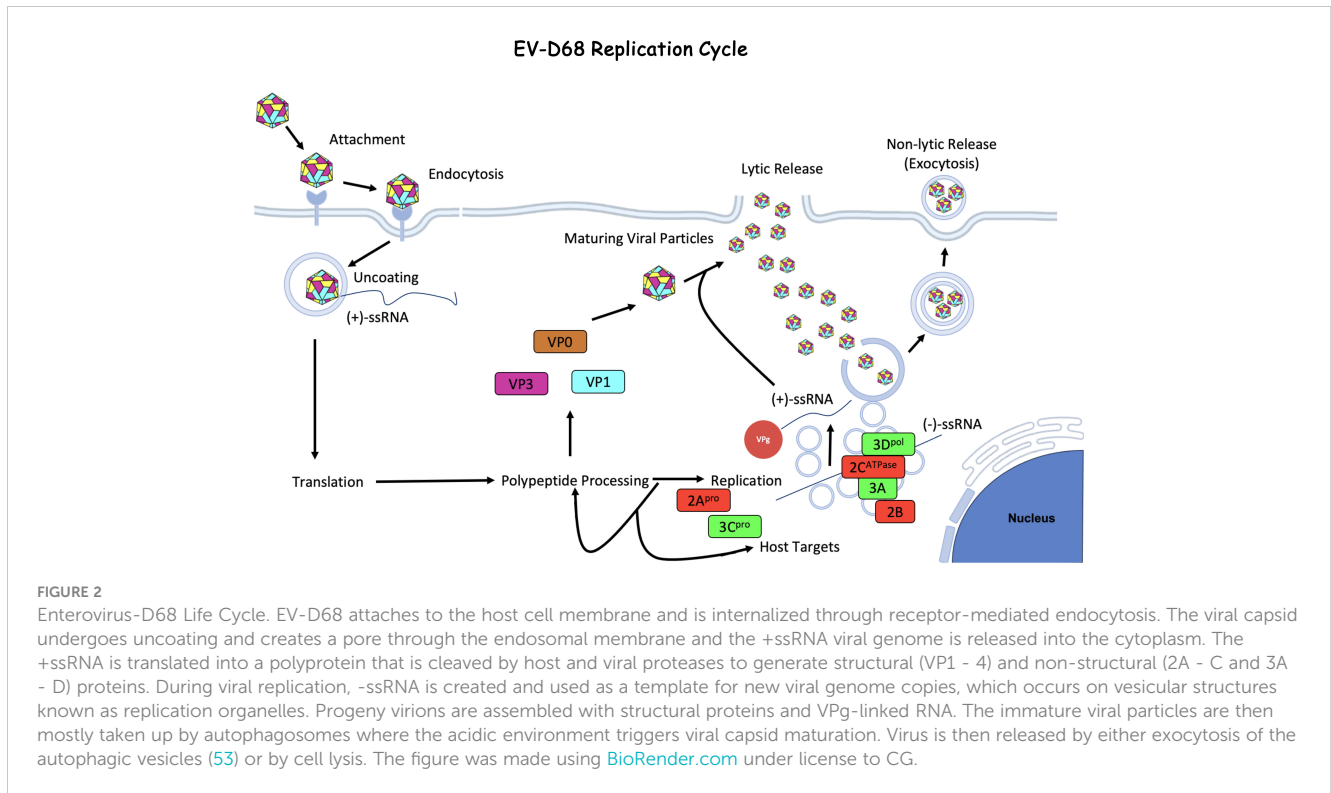 EV-D68 Replication Cycle
Attachment
Endocytosis
Uncoating
(+)-ssRNA
Lytic Release
Non-lytic Release
(Exocytosis)
Maturing Viral Particles
VP0
VP3
VP1
(+)-ssRNA
VPg
(-)-ssRNA
3Dpol
2CATPase
3A
2B
Nucleus
Translation
Polypeptide Processing
Replication
2Apro
3Cpro
Host Targets
FIGURE 2
Enterovirus-D68 Life Cycle. EV-D68 attaches to the host cell membrane and is internalized through receptor-mediated endocytosis. The viral capsid
undergoes uncoating and creates a pore through the endosomal membrane and the +ssRNA viral genome is released into the cytoplasm. The
+ssRNA is translated into a polyprotein that is cleaved by host and viral proteases to generate structural (VP1 - 4) and non-structural (2A - C and 3A
- D) proteins. During viral replication, -ssRNA is created and used as a template for new viral genome copies, which occurs on vesicular structures
known as replication organelles. Progeny virions are assembled with structural proteins and VPg-linked RNA. The immature viral particles are then
mostly taken up by autophagosomes where the acidic environment triggers viral capsid maturation. Virus is then released by either exocytosis of the
autophagic vesicles (53) or by cell lysis. The figure was made using BioRender.com under license to CG.